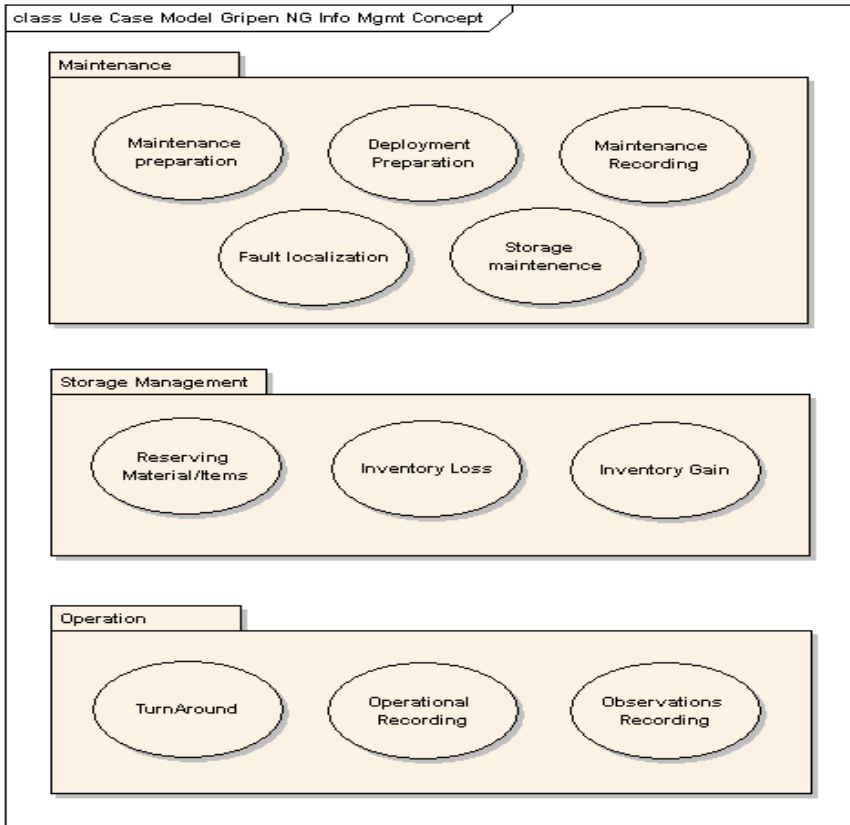 class Use Case Model Gripen NG Info Mgmt Concept
Maintenance
Maintenance
preparation
Deployment
Preparation
Maintenance
Recording
Fault localization
Storage
maintenence
Storage Management
Reserving
Material/Items
Inventory Loss
Inventory Gain
Operation
TurnAround
Operational
Recording
Observations
Recording